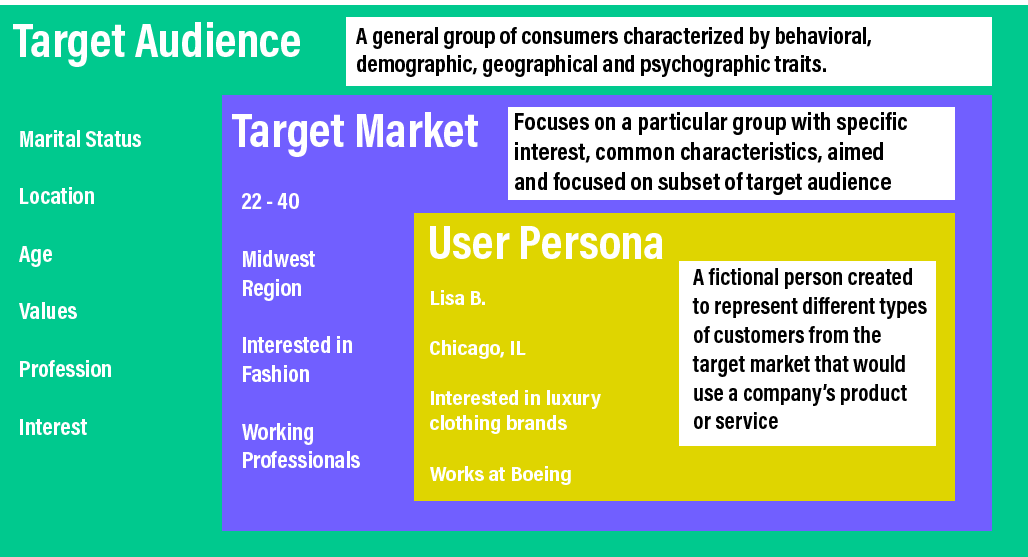 Target Audience
A general group of consumers characterized by behavioral,
demographic, geographical and psychographic traits.
Marital Status
Location
Age
Values
Profession
Interest
Target Market
Focuses on a particular group with specific
interest, common characteristics, aimed
and focused on subset of target audience
22 - 40
Midwest
Region
Interested in
Fashion
Working
Professionals
User Persona
Lisa B.
Chicago, IL
Interested in luxury
clothing brands
Works at Boeing
A fictional person created
to represent different types
of customers from the
target market that would
use a company’s product
or service